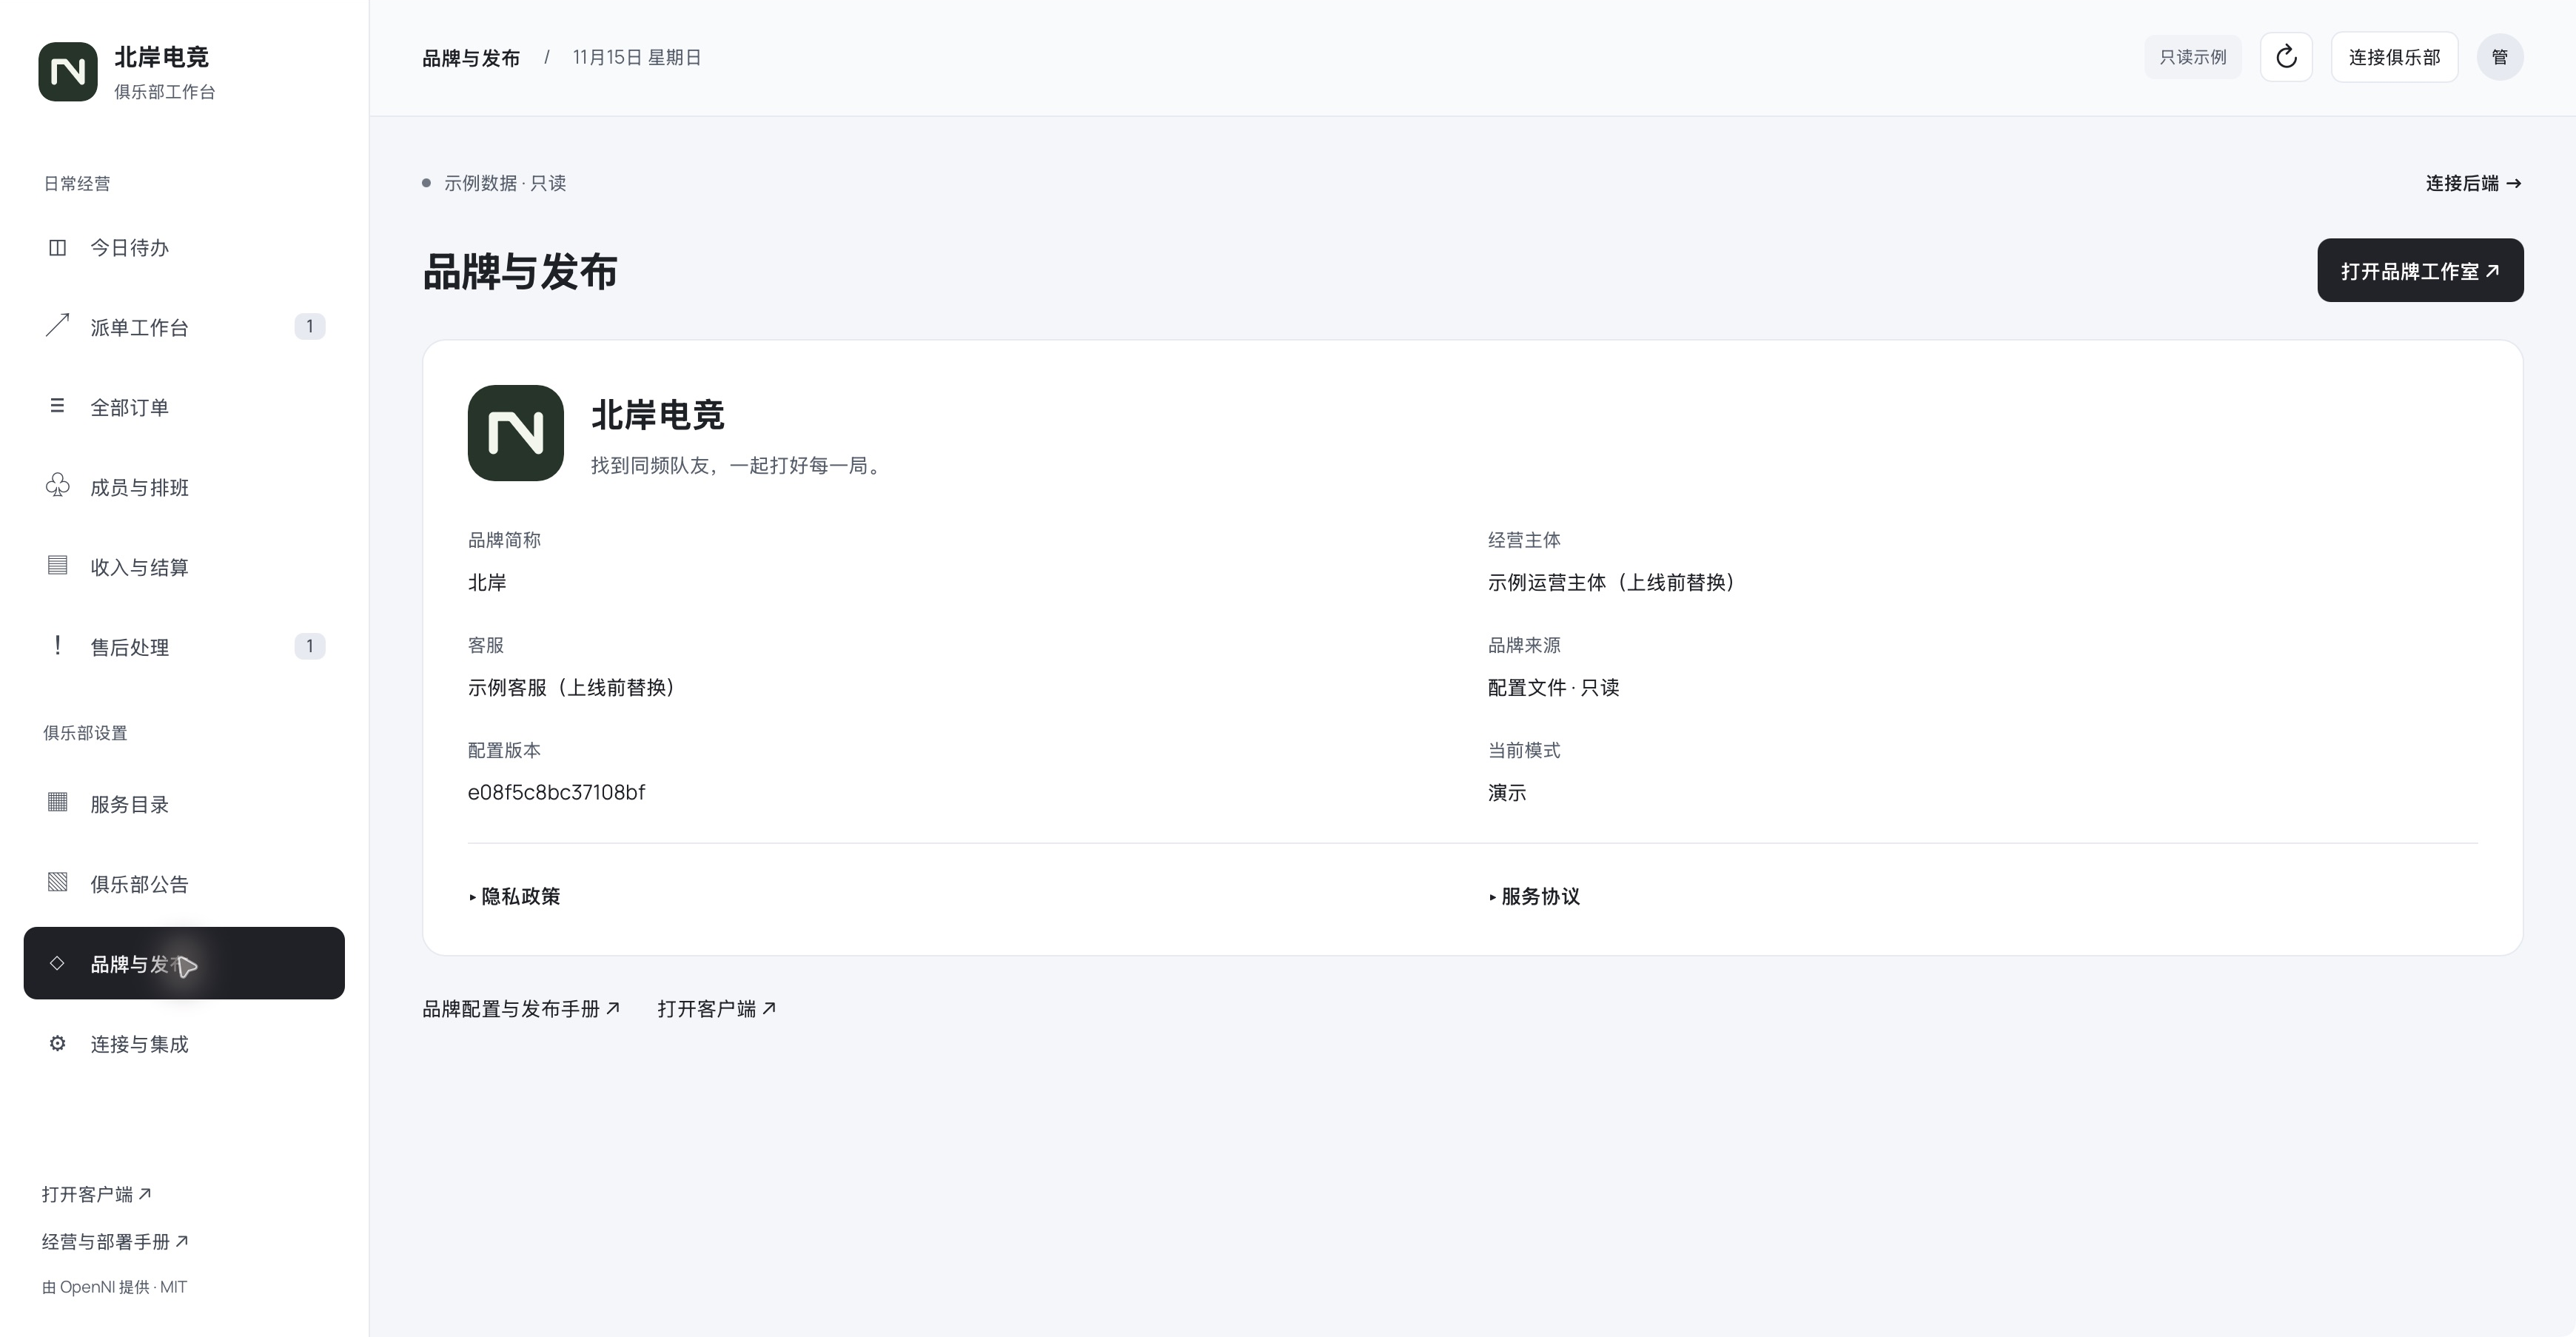 北岸电竞
俱乐部工作台
日常经营
今日待办
派单工作台 1
全部订单
成员与排班
收入与结算
售后处理 1
俱乐部设置
服务目录
俱乐部公告
品牌与发布
连接与集成
打开客户端 ↗
经营与部署手册 ↗
由 OpenNI 提供 · MIT
品牌与发布 / 11月15日 星期日
只读示例
连接俱乐部
管
示例数据 · 只读
连接后端 →
品牌与发布
打开品牌工作室 ↗
北岸电竞
找到同频队友，一起打好每一局。
品牌简称
北岸
经营主体
示例运营主体（上线前替换）
客服
示例客服（上线前替换）
品牌来源
配置文件 · 只读
配置版本
e08f5c8bc37108bf
当前模式
演示
▸ 隐私政策
▸ 服务协议
品牌配置与发布手册 ↗ 打开客户端 ↗